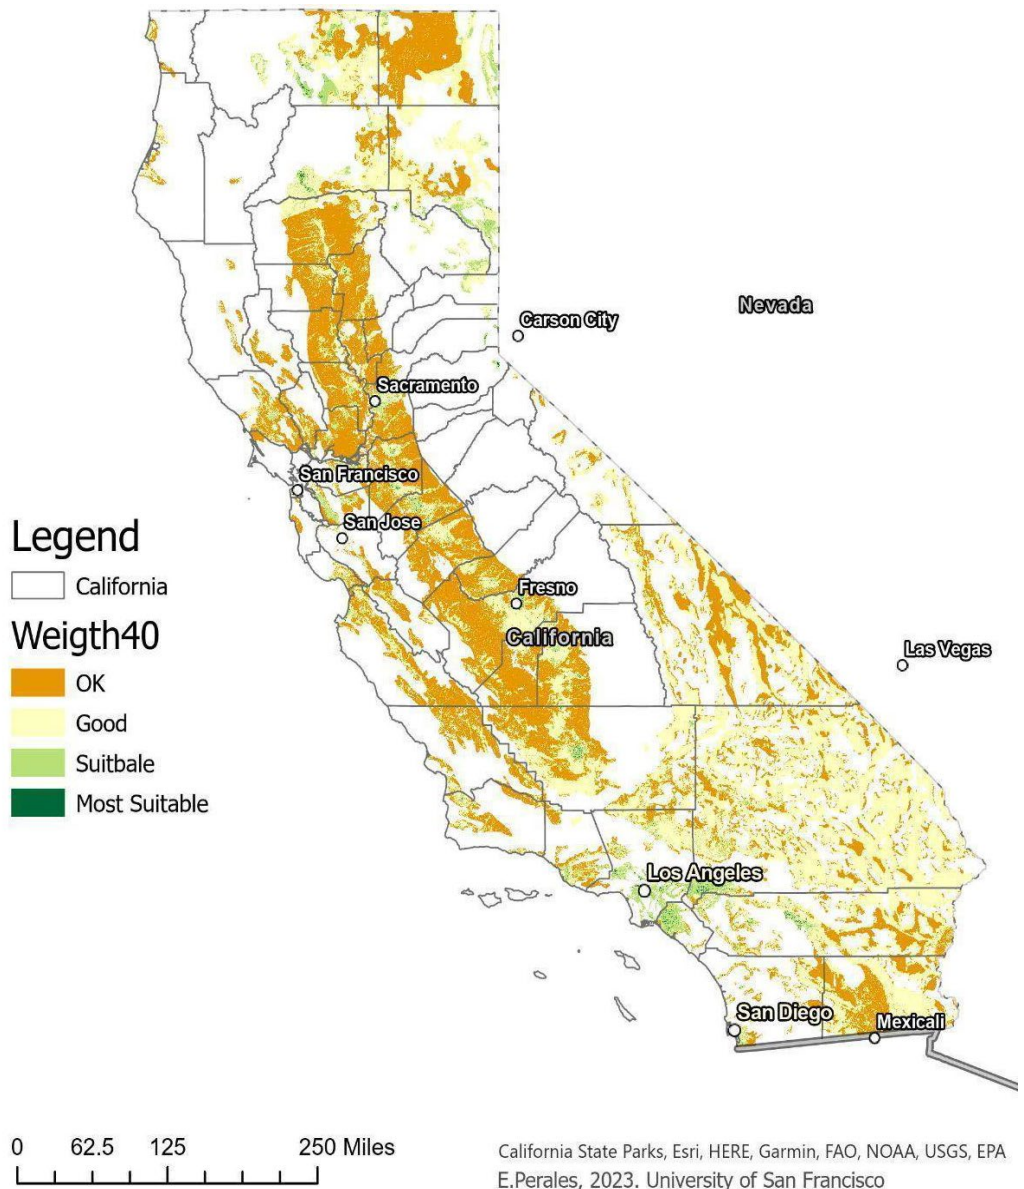 Carson City
Nevada
Sacramento
San Francisco
San Jose
Legend
California
Fresno
Weigth40
California
Las Vegas
OK
Good
Suitbale
Most Suitable
Los Angeles
San Diego
Mexicali
0 62.5 125 250 Miles
California State Parks, Esri, HERE, Garmin, FAO, NOAA, USGS, EPA
E.Perales, 2023. University of San Francisco